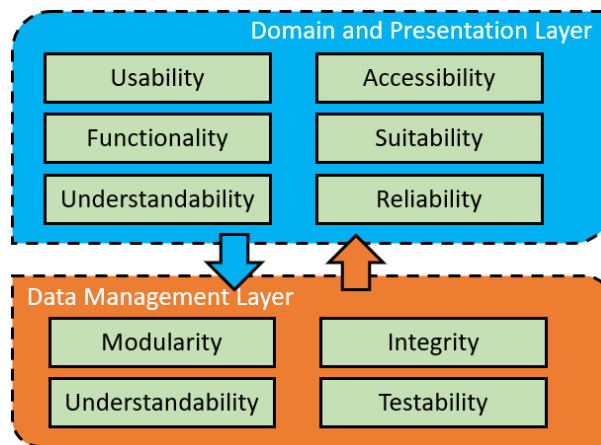 Domain and Presentation Layer
Usability
Accessibility
Functionality
Suitability
Understandability
Reliability
Data Management Layer
Modularity
Integrity
Understandability
Testability